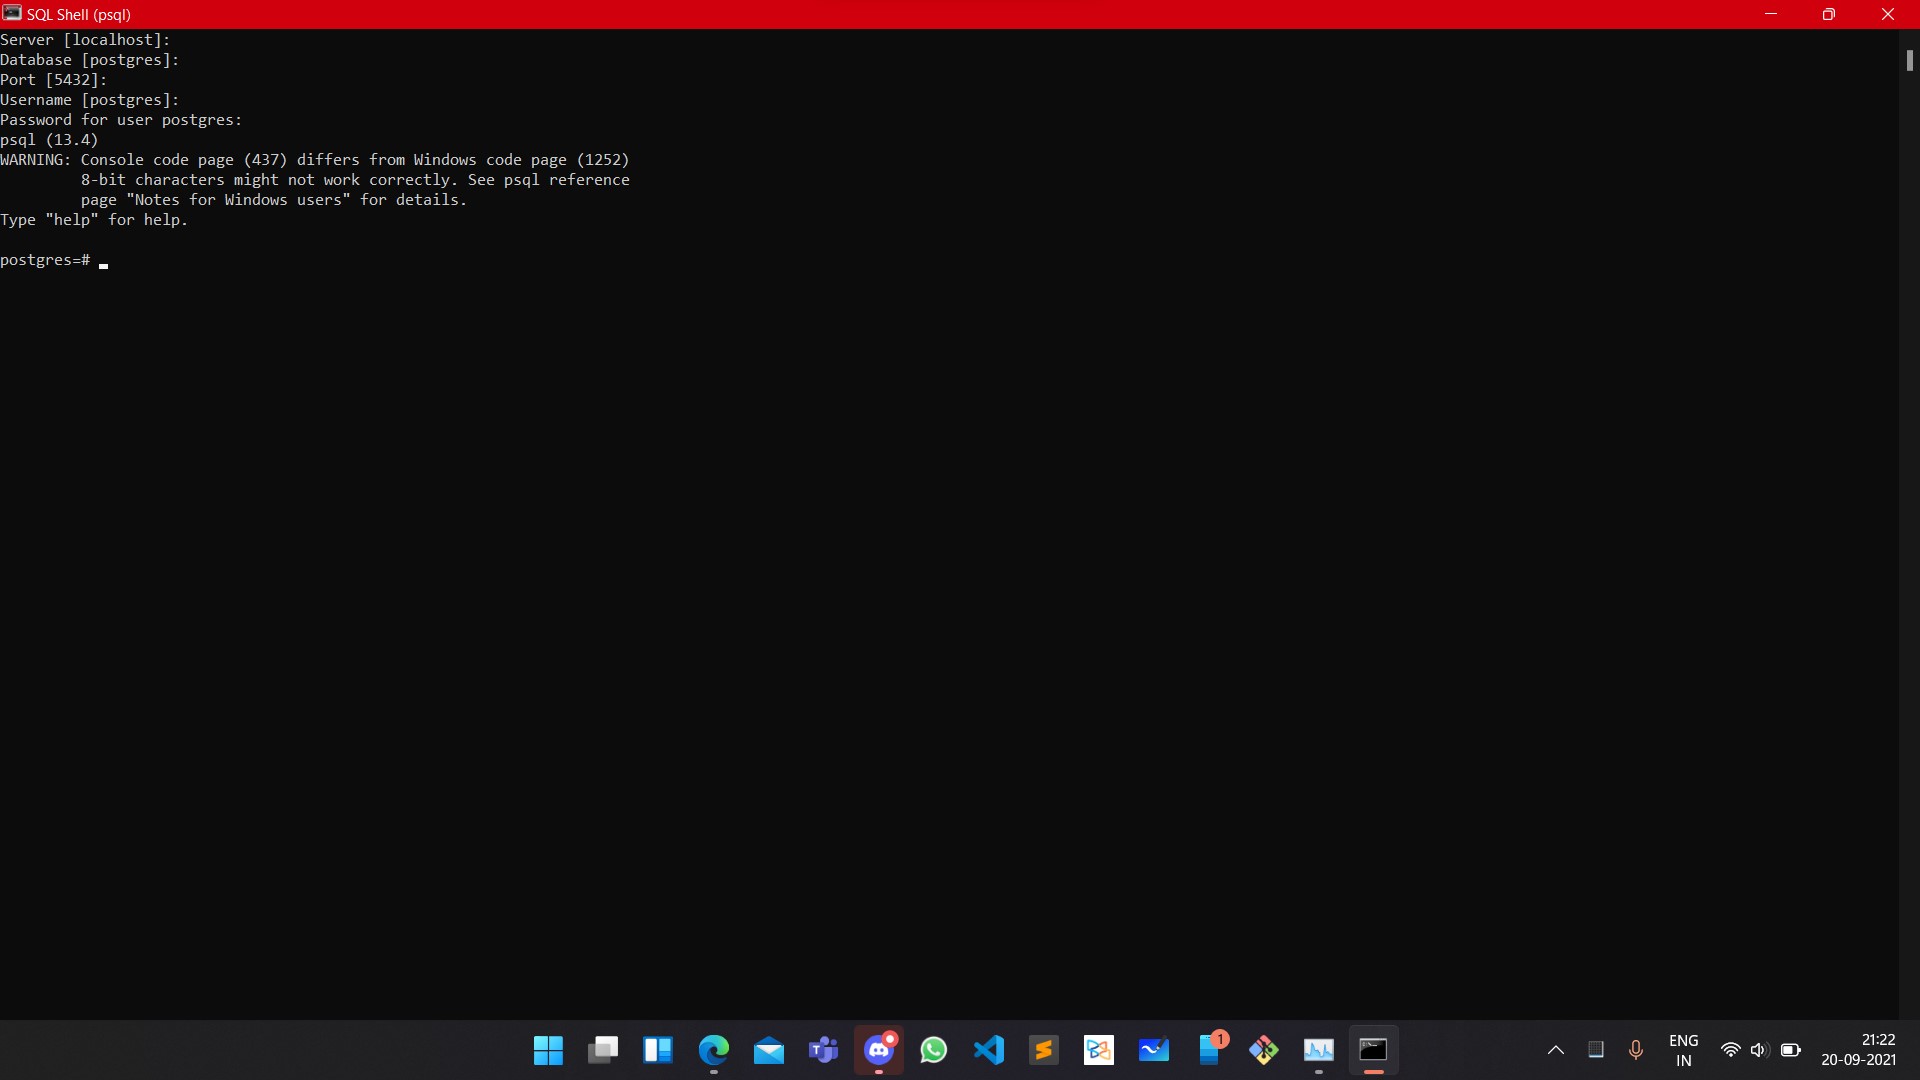 SQL Shell (psql)
Server [localhost]:
Database [postgres]:
Port [5432]:
Username [postgres]:
Password for user postgres:
psql (13.4)
WARNING: Console code page (437) differs from Windows code page (1252)
         8-bit characters might not work correctly. See psql reference
         page "Notes for Windows users" for details.
Type "help" for help.
postgres=#
1
ENG
IN
21:22
20-09-2021